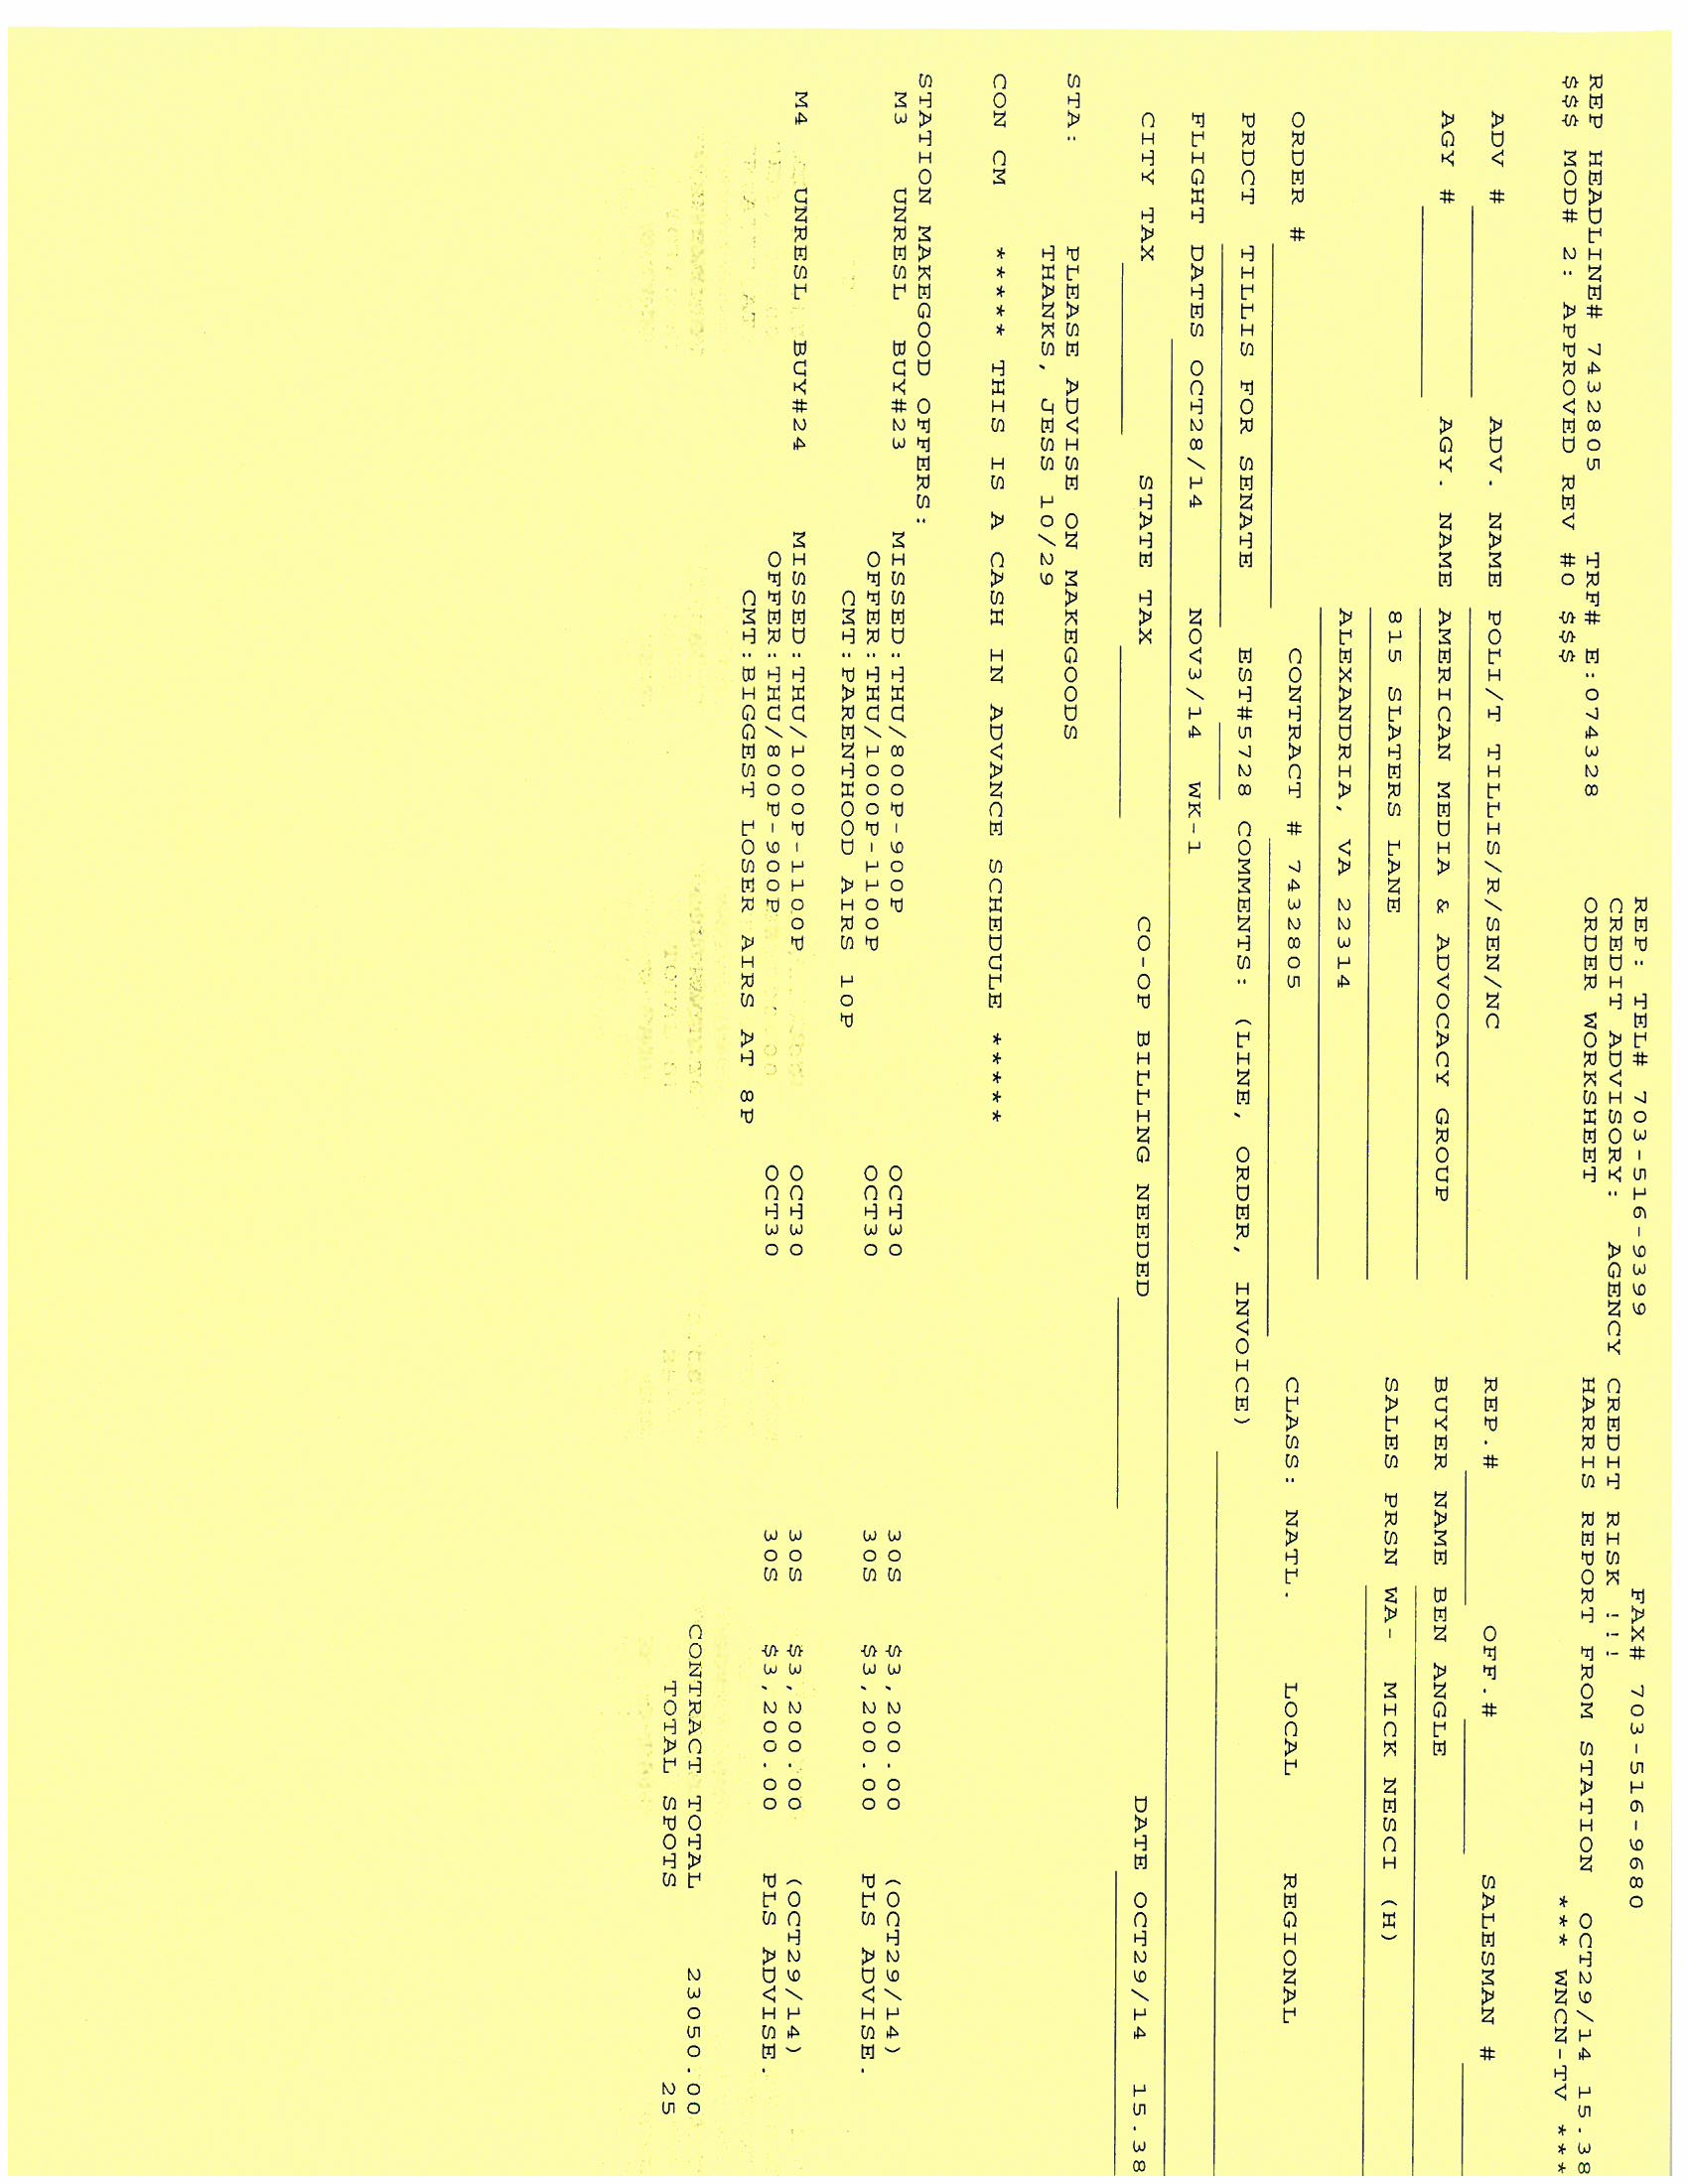 REP: TEL# 703-516-9399 FAX# 703-516-9680
CREDIT ADVISORY: AGENCY CREDIT RISK !!!
ORDER WORKSHEET HARRIS REPORT FROM STATION OCT29/14 15.38
REP HEADLINE# 7432805 TRF# E:074328 *** WNCN-TV ***
$$$ MOD# 2: APPROVED REV #0 $$$
ADV # ADV. NAME POLI/T TILLIS/R/SEN/NC REP.# OFF.# SALESMAN #
AGY # AGY. NAME AMERICAN MEDIA & ADVOCACY GROUP BUYER NAME BEN ANGLE
815 SLATERS LANE SALES PRSN WA- MICK NESCI (H)
ALEXANDRIA, VA 22314
ORDER # CONTRACT # 7432805 CLASS: NATL. LOCAL REGIONAL
PRDCT TILLIS FOR SENATE EST#5728 COMMENTS: (LINE, ORDER, INVOICE)
FLIGHT DATES OCT28/14 NOV3/14 WK-1
CITY TAX STATE TAX CO-OP BILLING NEEDED DATE OCT29/14 15.38
STA: PLEASE ADVISE ON MAKEGOODS
THANKS, JESS 10/29
CON CM **** THIS IS A CASH IN ADVANCE SCHEDULE *****
STATION MAKEGOOD OFFERS:
M3 UNRESL BUY#23 MISSED:THU/800P-900P OCT30 30S $3,200.00 (OCT29/14)
OFFER:THU/1000P-1100P OCT30 30S $3,200.00 PLS ADVISE.
CMT:PARENTHOOD AIRS 10P
M4 UNRESL BUY#24 MISSED:THU/1000P-1100P OCT30 30S $3,200.00 (OCT29/14)
OFFER:THU/800P-900P OCT30 30S $3,200.00 PLS ADVISE.
CMT:BIGGEST LOSER AIRS AT 8P
CONTRACT TOTAL 23050.00
TOTAL SPOTS 25